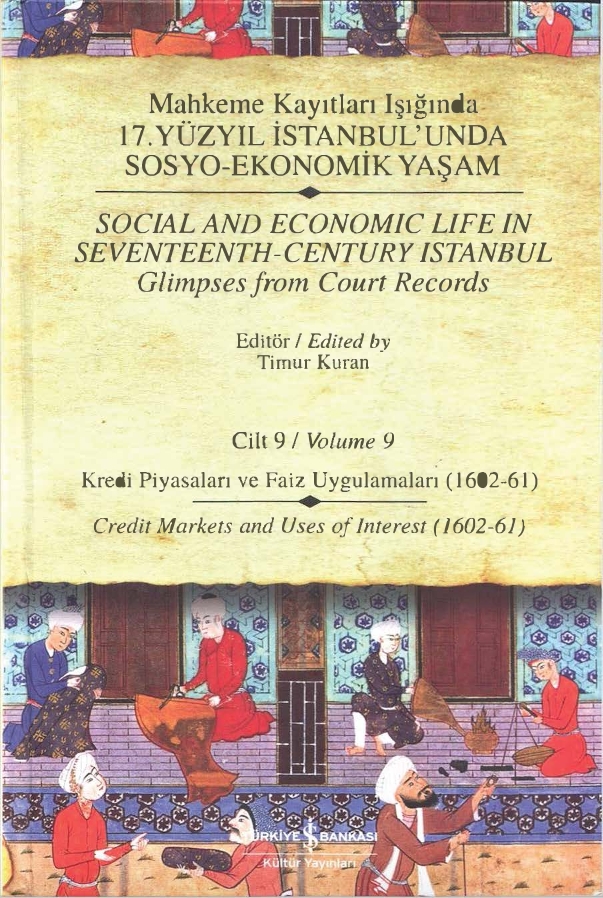 Mahkeme Kayıtları Işığında
17. YÜZYIL İSTANBUL'UNDA
SOSYO-EKONOMİK YAŞAM
SOCIAL AND ECONOMIC LIFE IN
SEVENTEENTH-CENTURY ISTANBUL
Glimpses from Court Records
Editör / Edited by
Timur Kuran
Cilt 9 / Volume 9
Kredi Piyasaları ve Faiz Uygulamaları (1602-61)
Credit Markets and Uses of Interest (1602-61)
TÜRKİYE İŞ BANKASI
Kültür Yayınları